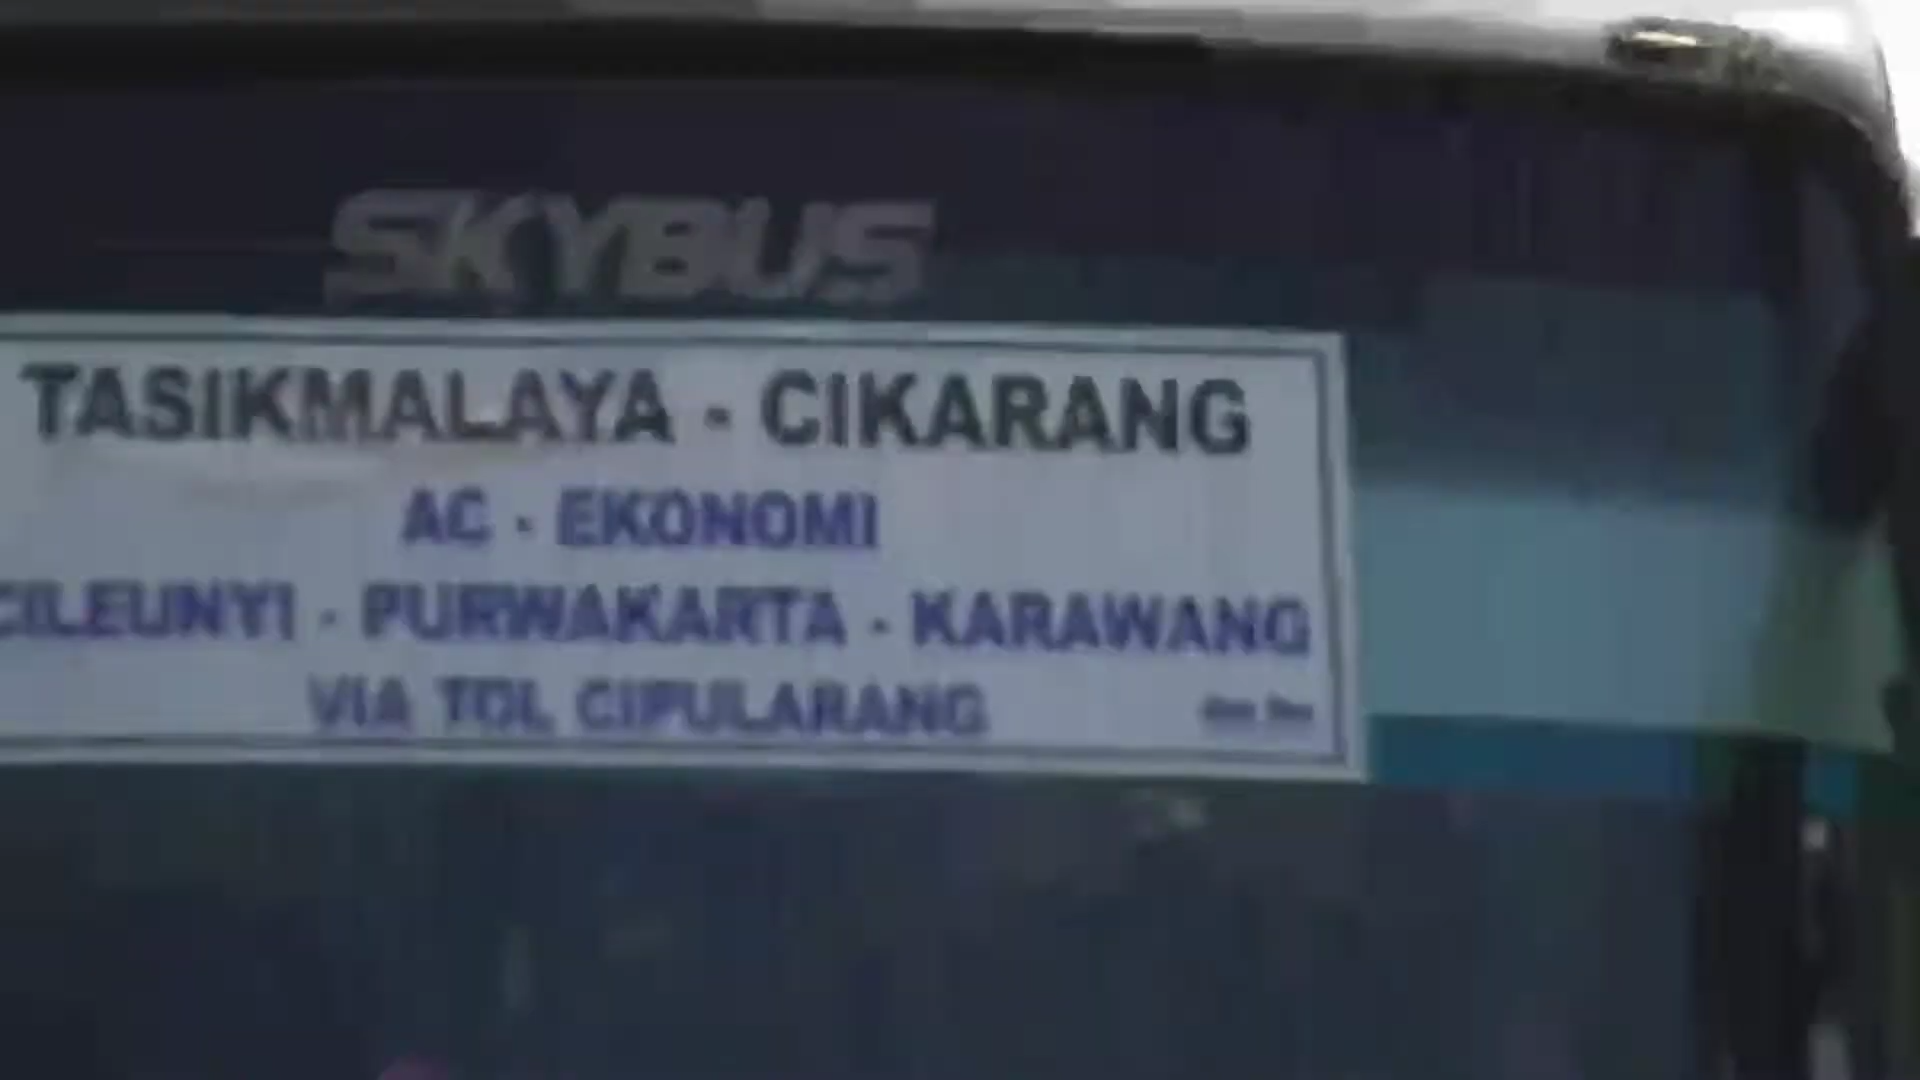 SKYBUS
TASIKMALAYA - CIKARANG
AC - EKONOMI
CILEUNYI - PURWAKARTA - KARAWANG
VIA TOL CIPULARANG